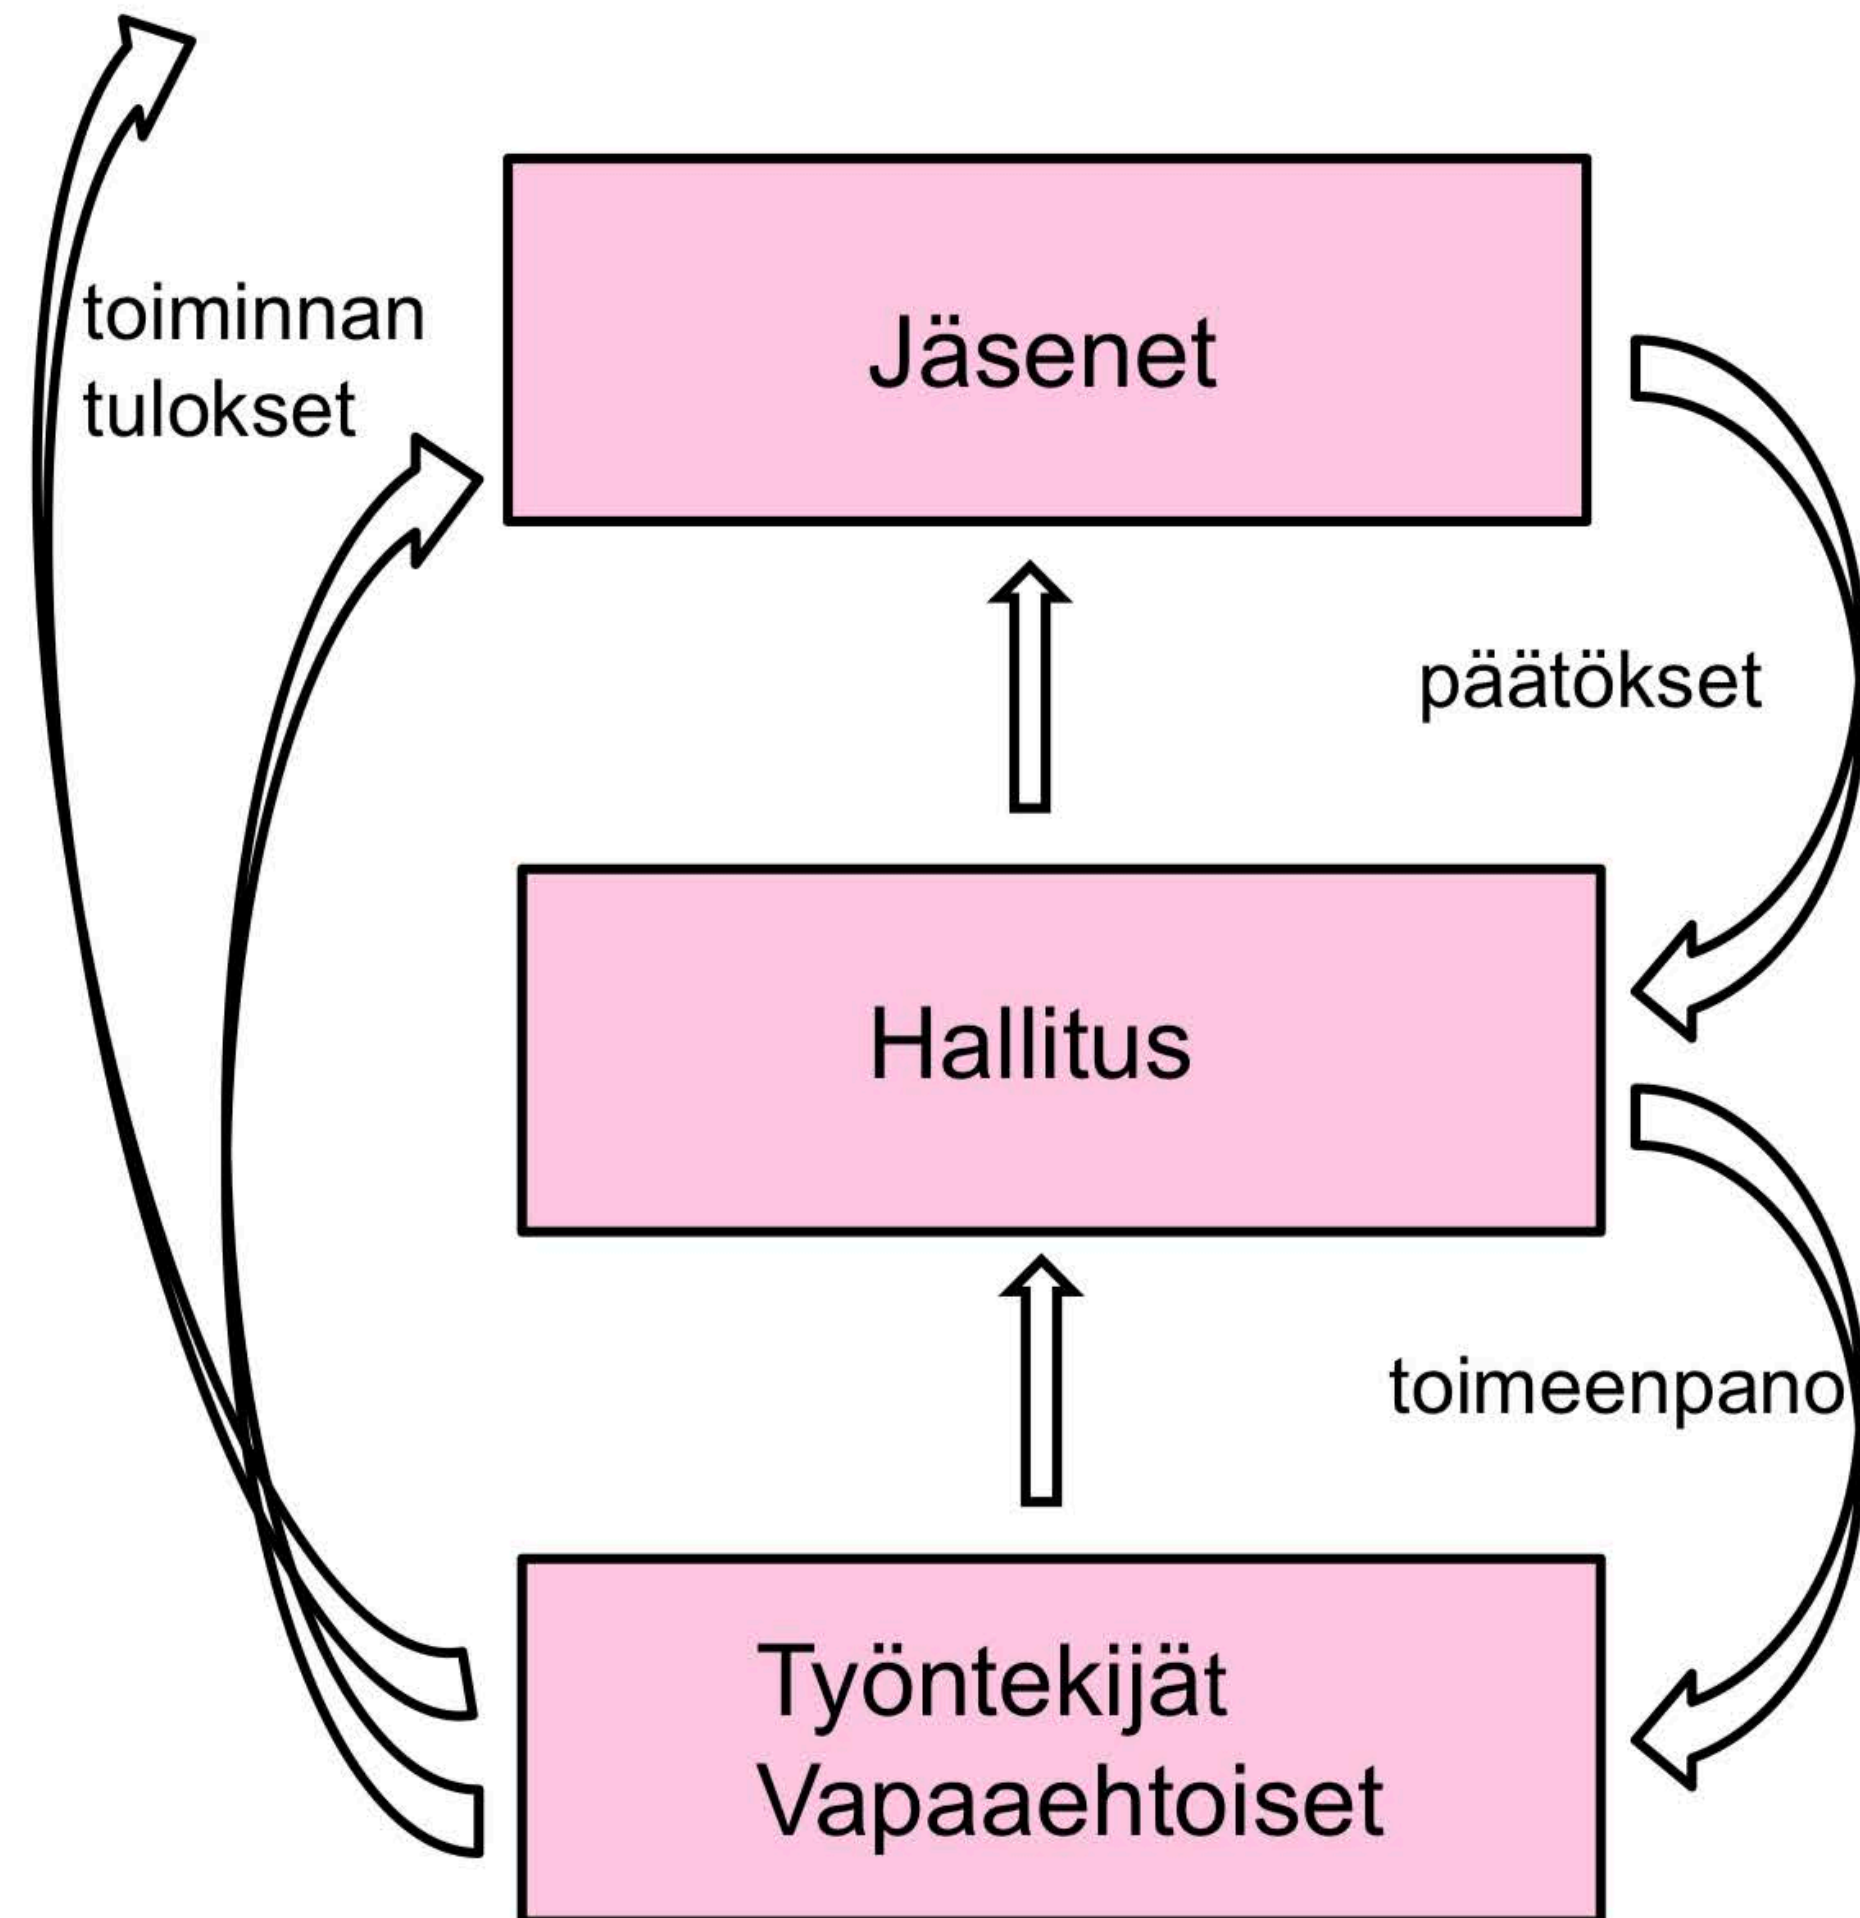 toiminnan
tulokset
Jäsenet
päätökset
Hallitus
toimeenpano
Työntekijät
Vapaaehtoiset